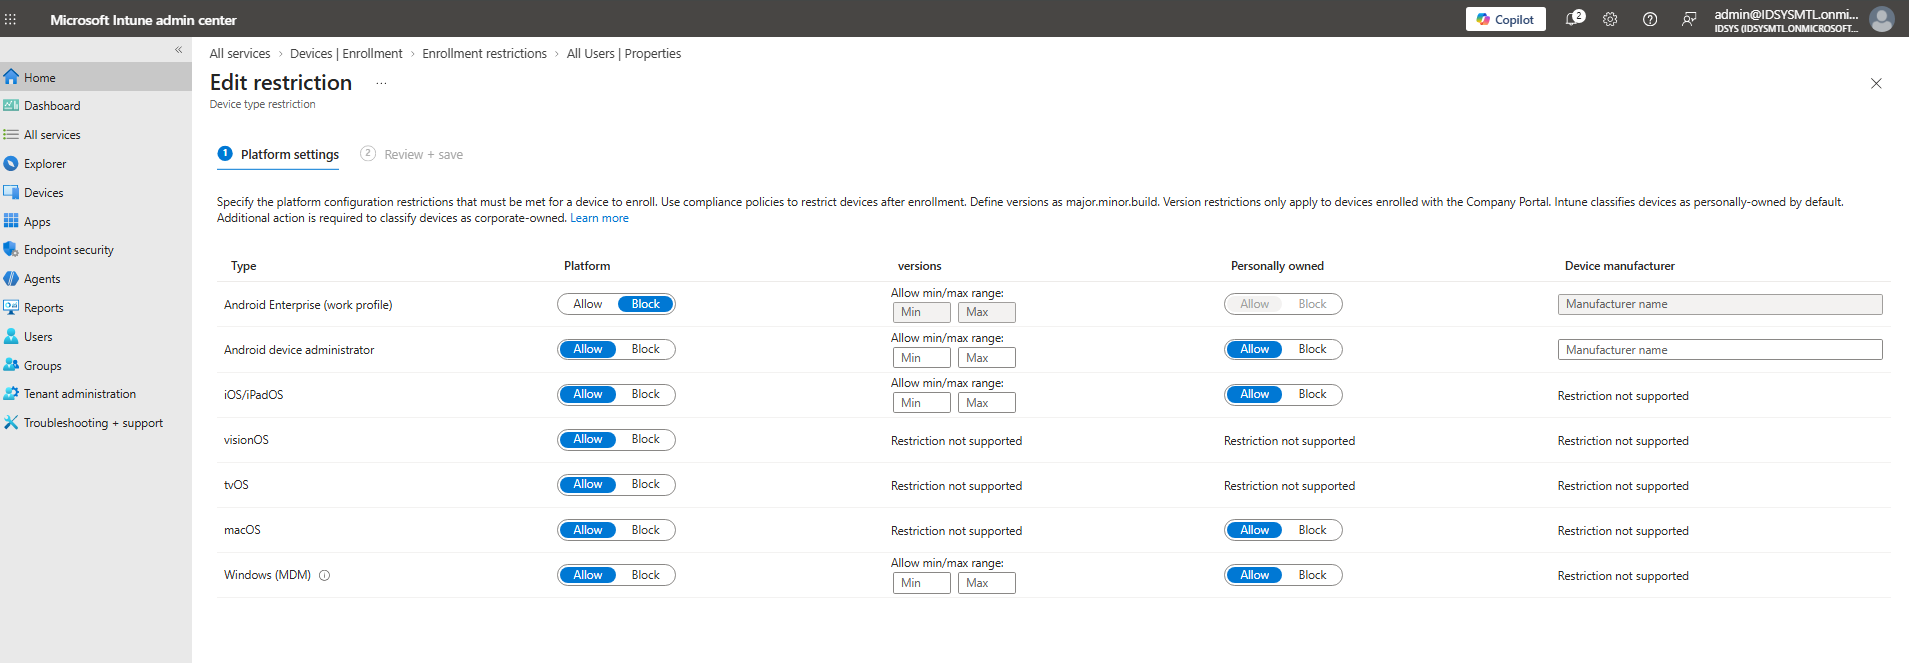 Microsoft Intune admin center
Copilot
2
admin@IDSYSMTL.onmi...
IDSYS (IDSYSMTL.ONMICROSOFT...
«
Home
Dashboard
All services
Explorer
Devices
Apps
Endpoint security
Agents
Reports
Users
Groups
Tenant administration
Troubleshooting + support
All services > Devices | Enrollment > Enrollment restrictions > All Users | Properties
Edit restriction ...
Device type restriction
1 Platform settings 2 Review + save
Specify the platform configuration restrictions that must be met for a device to enroll. Use compliance policies to restrict devices after enrollment. Define versions as major.minor.build. Version restrictions only apply to devices enrolled with the Company Portal. Intune classifies devices as personally-owned by default.
Additional action is required to classify devices as corporate-owned. Learn more
Type Platform versions Personally owned Device manufacturer
Allow min/max range:
Android Enterprise (work profile) Allow Block Min Max Allow Block Manufacturer name
Allow min/max range:
Android device administrator Allow Block Min Max Allow Block Manufacturer name
Allow min/max range:
iOS/iPadOS Allow Block Min Max Allow Block Restriction not supported
visionOS Allow Block Restriction not supported Restriction not supported Restriction not supported
tvOS Allow Block Restriction not supported Restriction not supported Restriction not supported
macOS Allow Block Restriction not supported Allow Block Restriction not supported
Allow min/max range:
Windows (MDM) Allow Block Min Max Allow Block Restriction not supported